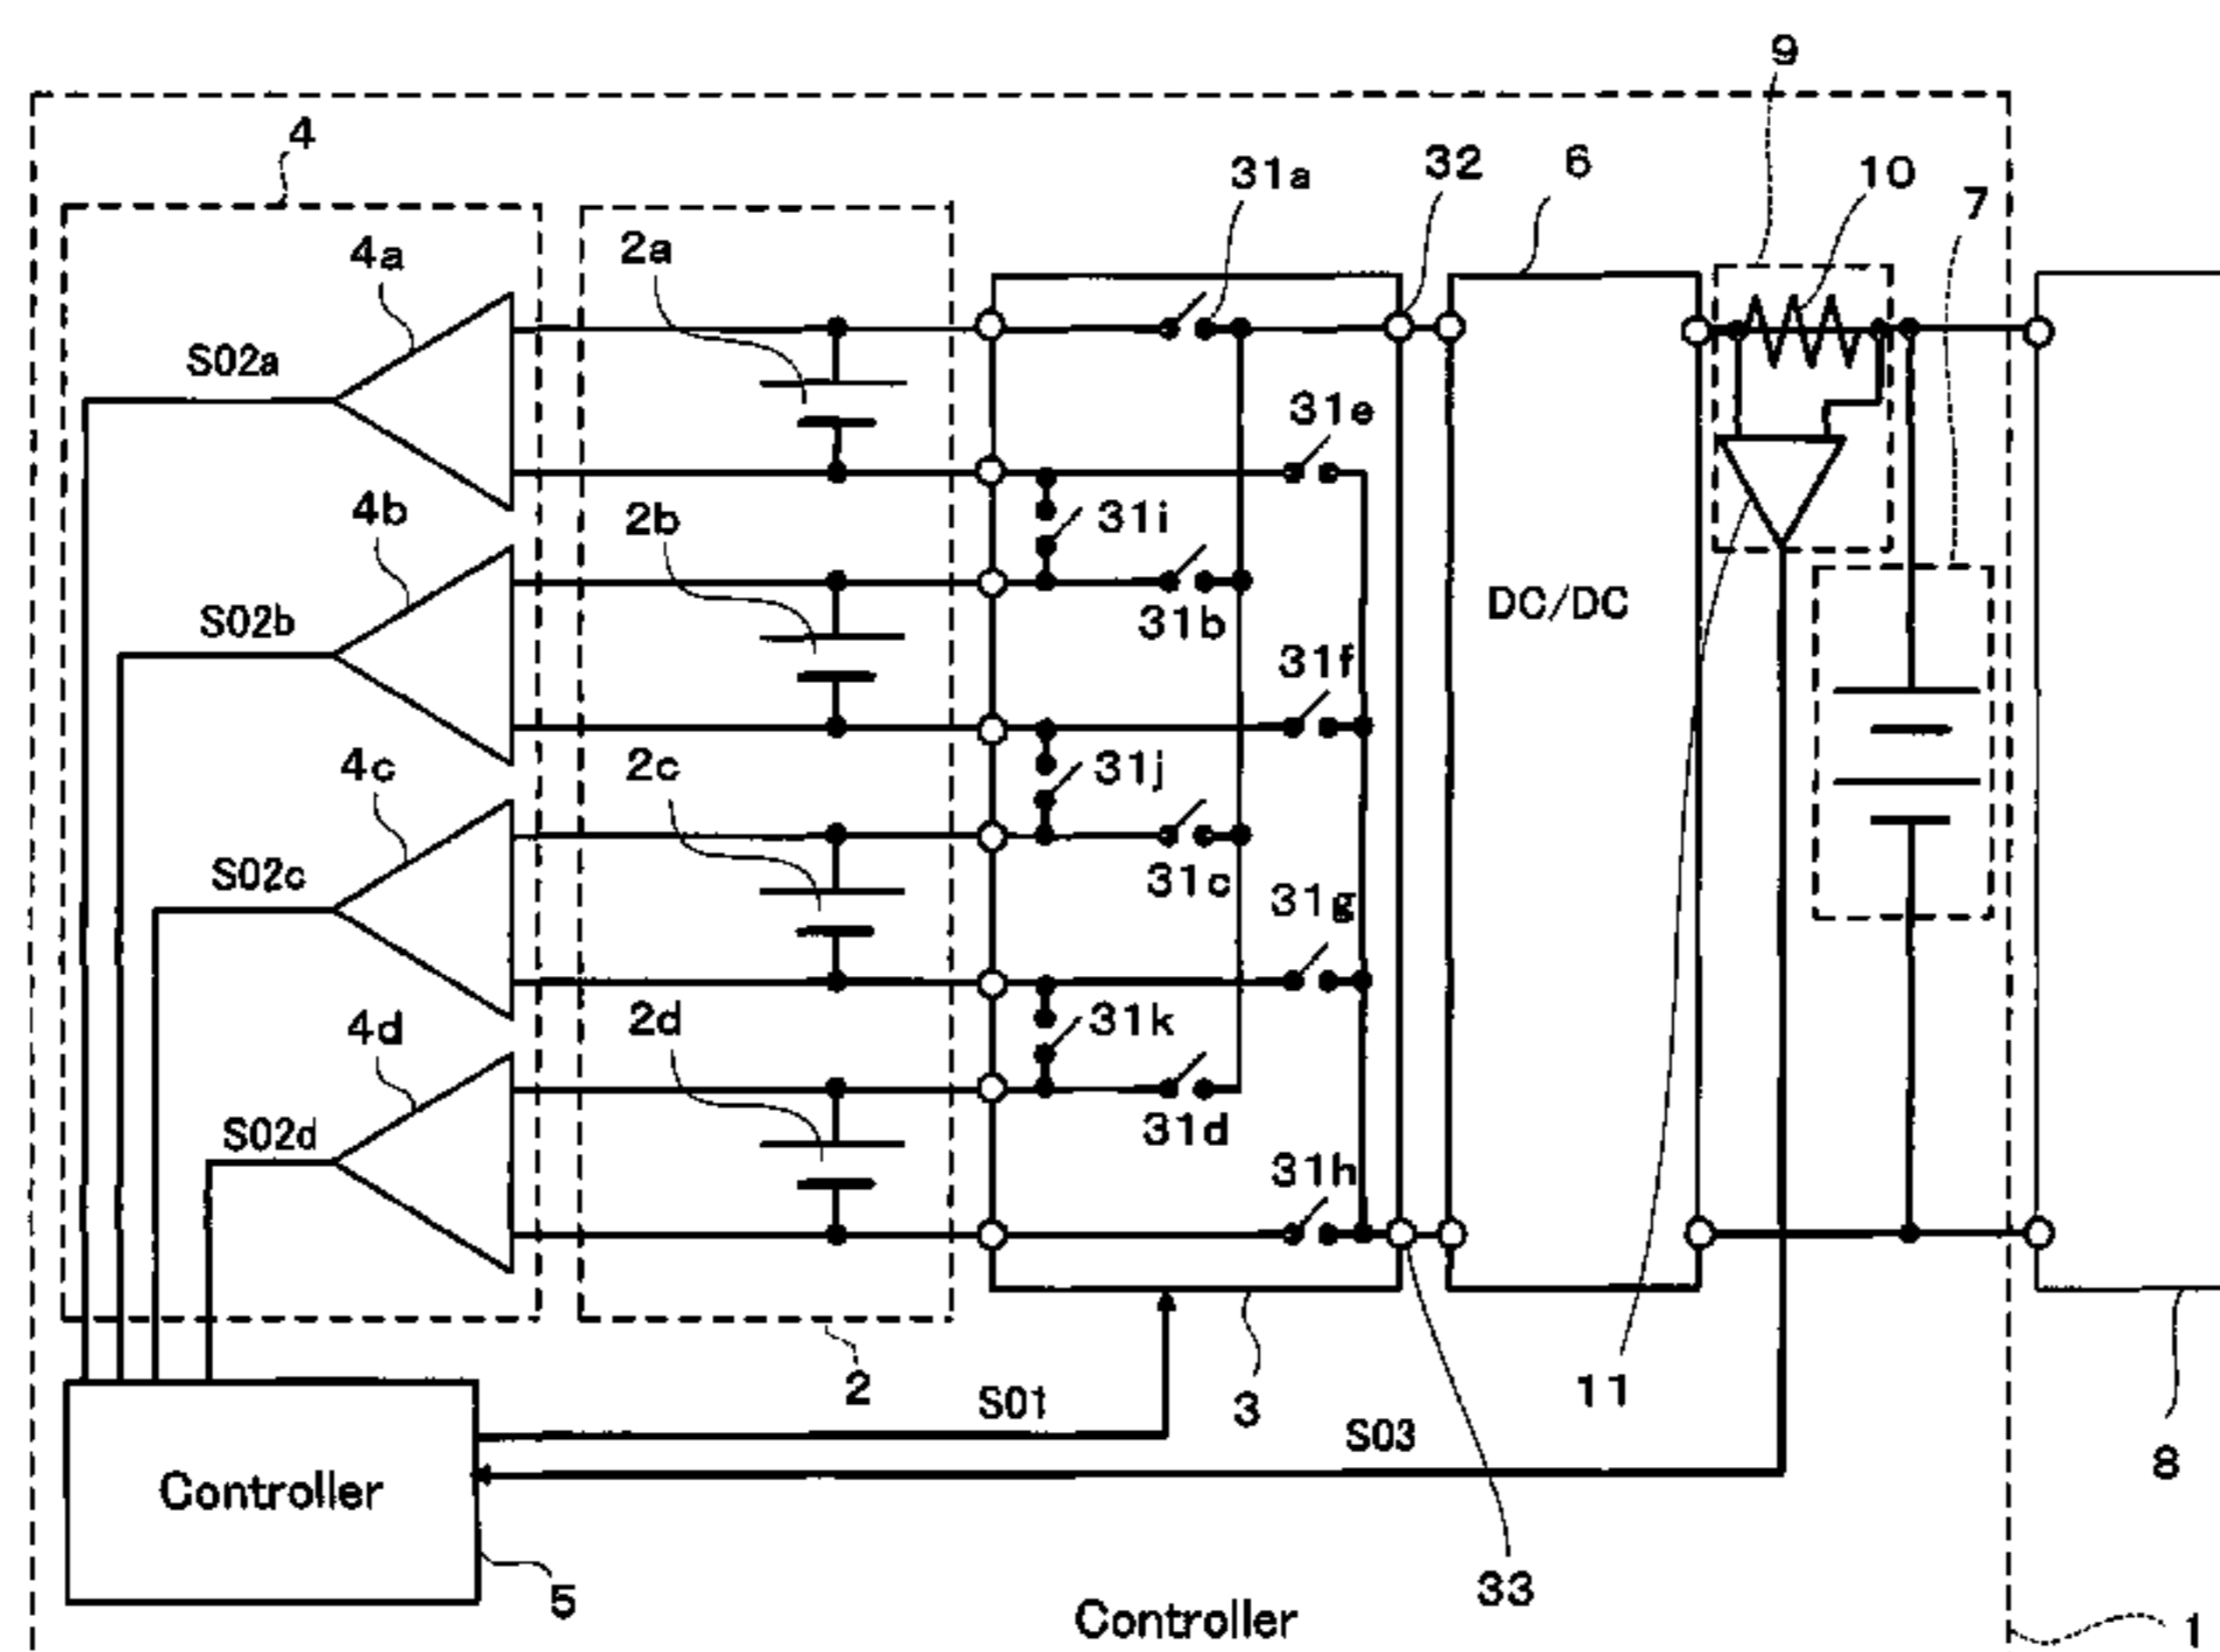 9
4
31a
32
6
10
7
4a
2a
S02a
31e
4b
2b
31i
S02b
31b
DC/DC
31f
4c
2c
31j
S02c
31c
31g
4d
2d
31k
S02d
31d
31h
2
S01
3
11
S03
8
Controller
5
33
Controller
1